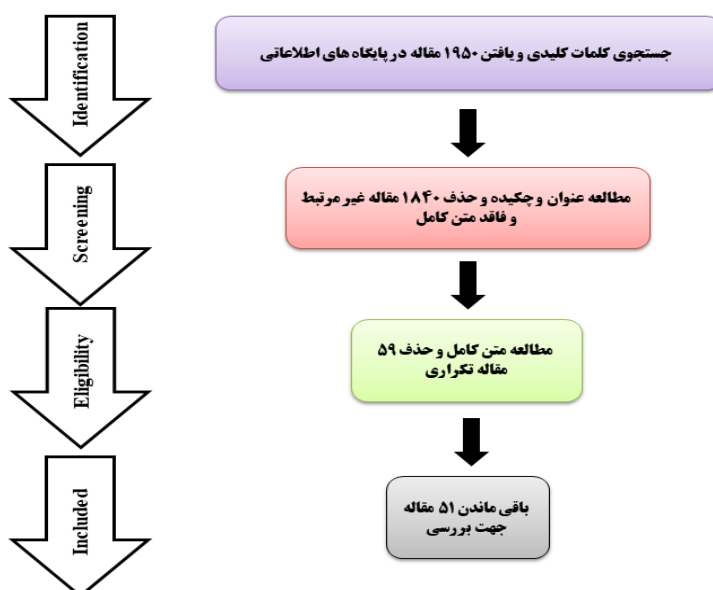 Identification
جستجوی کلمات کلیدی و یافتن ۱۹۵۰ مقاله در پایگاه های اطلاعاتی
Screening
مطالعه عنوان و چکیده و حذف ۱۸۴۰ مقاله غیر مرتبط
و فاقد متن کامل
Eligibility
مطالعه متن کامل و حذف ۵۹
مقاله تکراری
Included
باقی ماندن ۵۱ مقاله
جهت بررسی